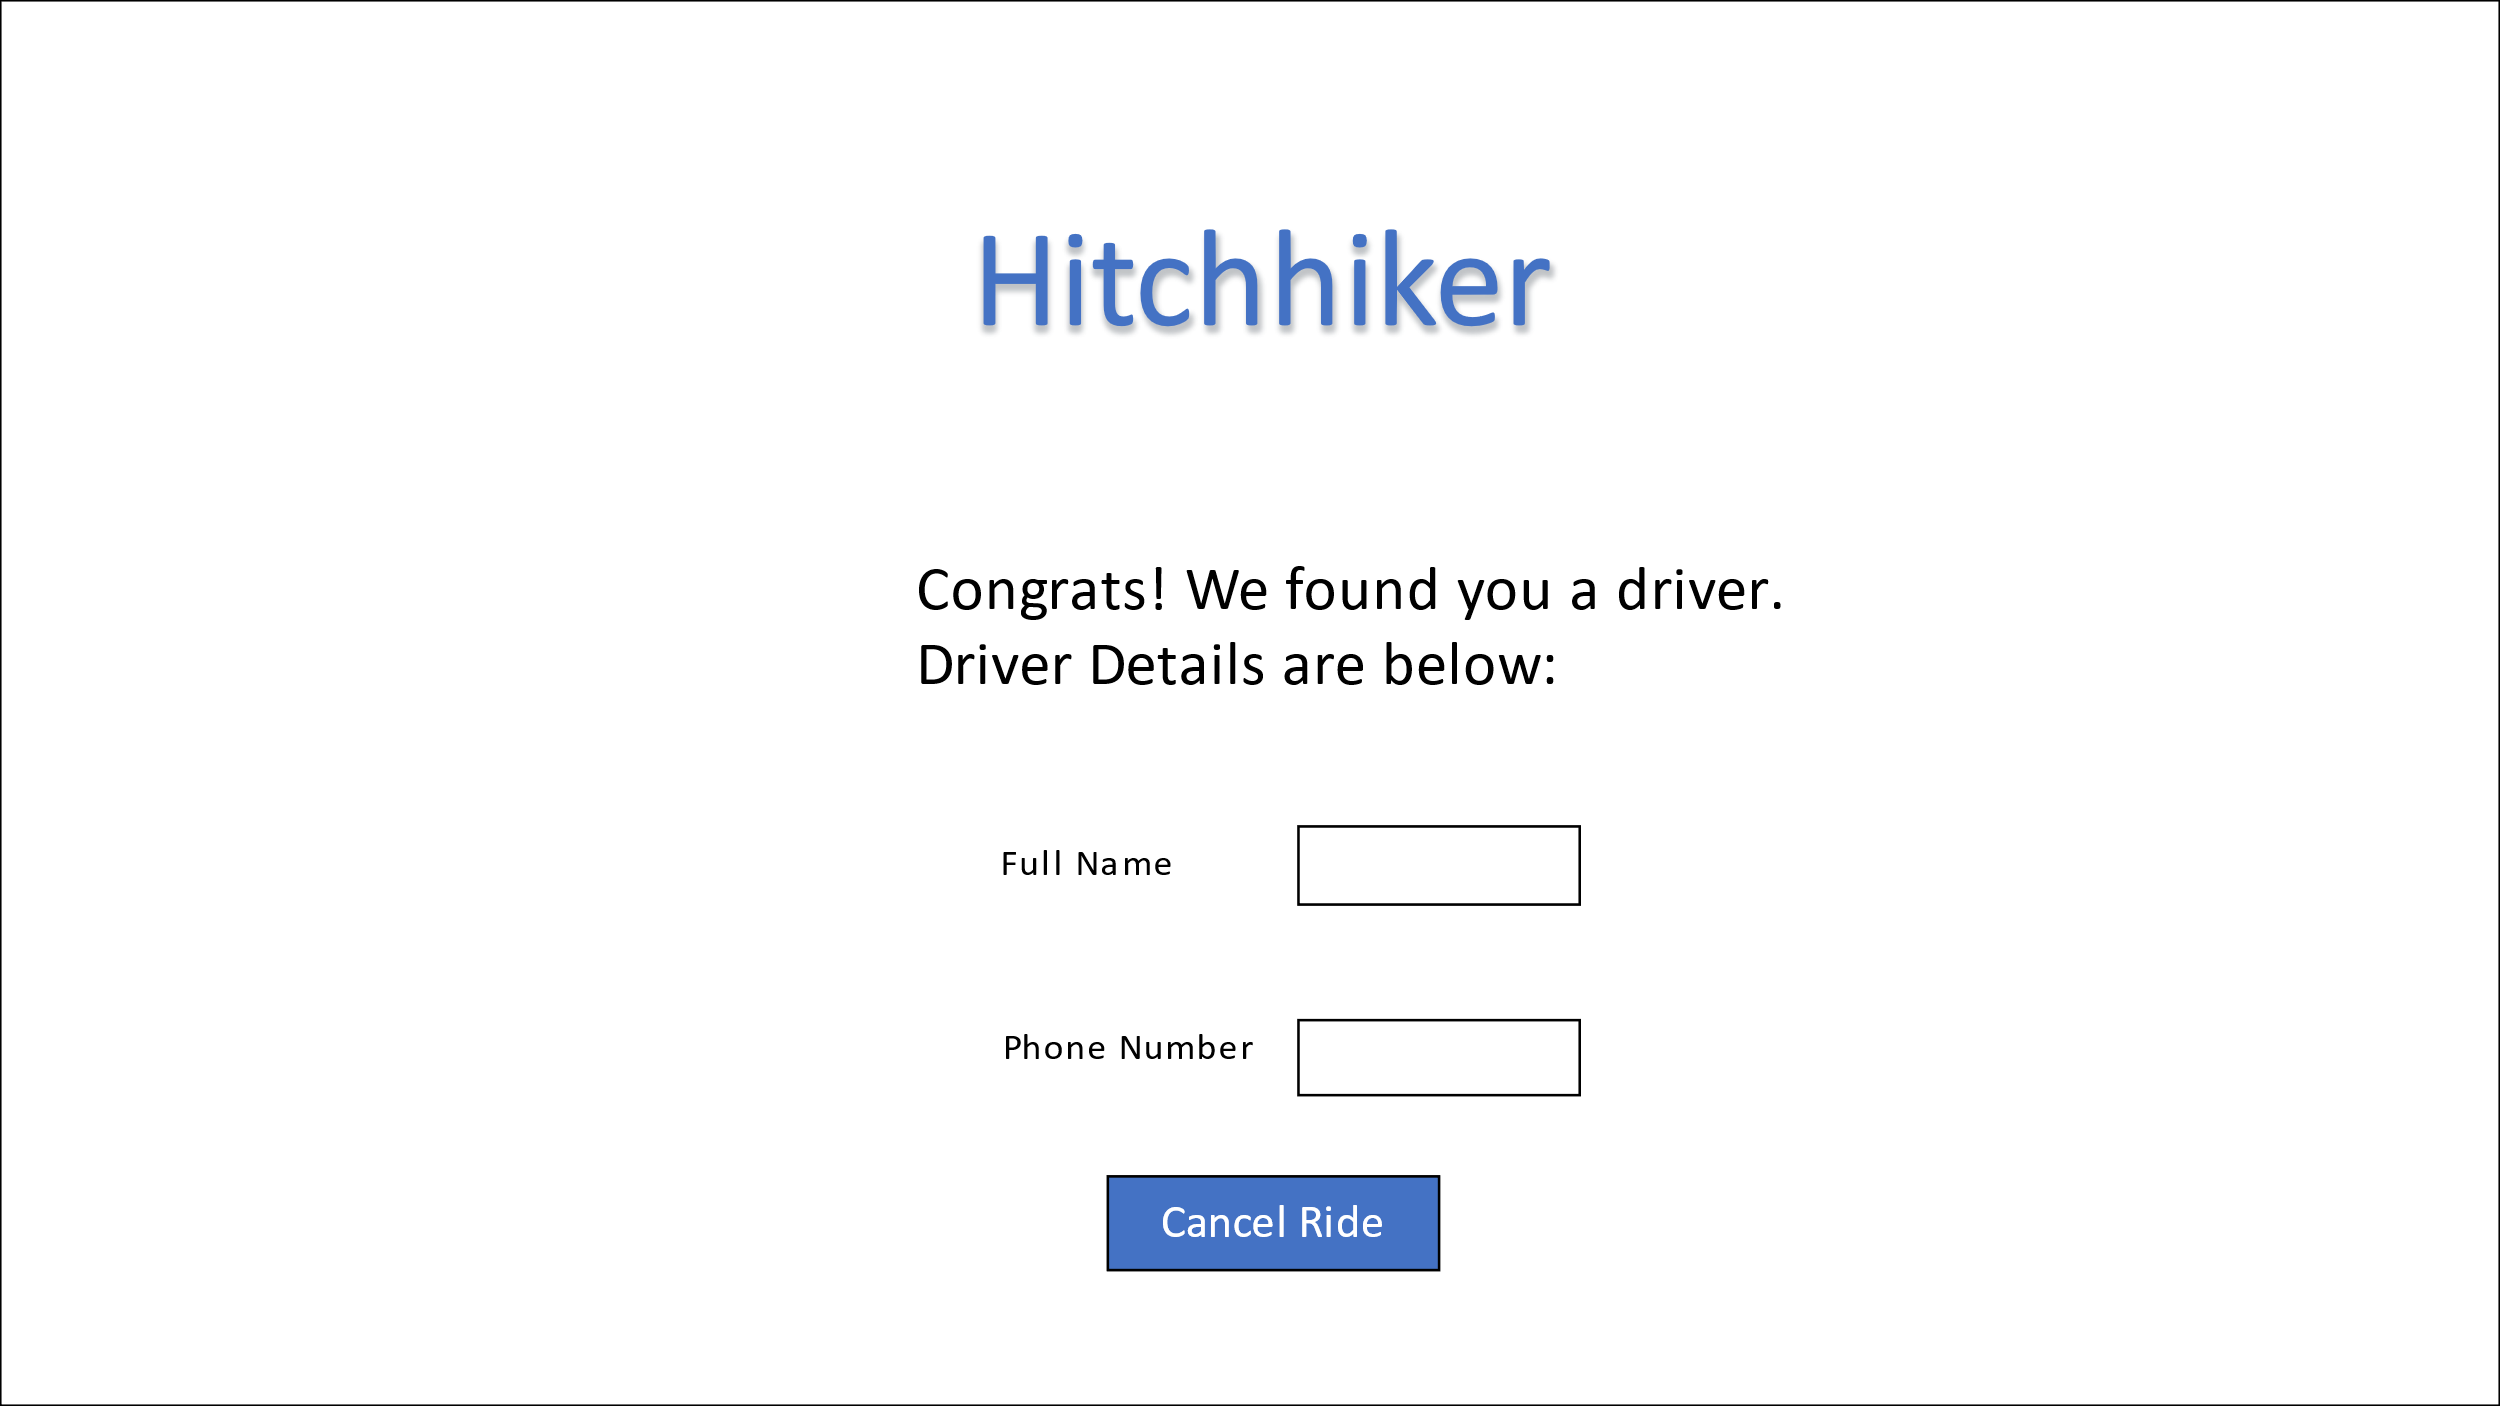 Hitchhiker
Congrats! We found you a driver.
Driver Details are below:
Full Name
Phone Number
Cancel Ride